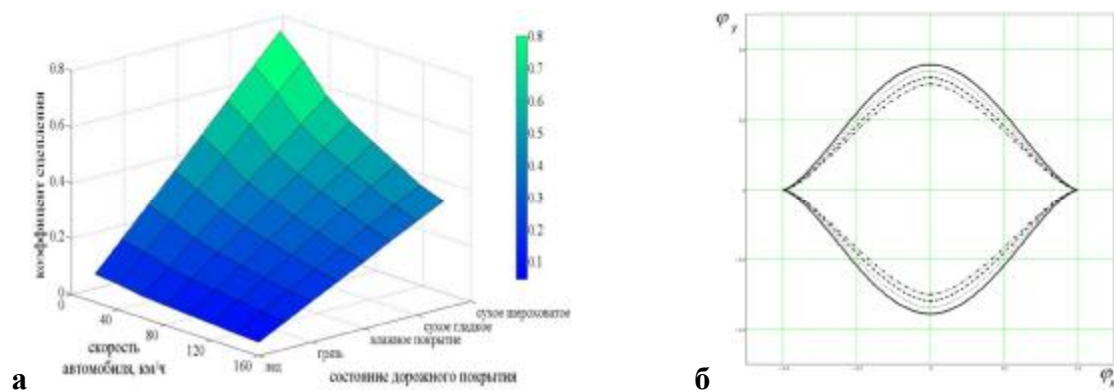 0.8
0.6
0.4
0.2
0
коэффициент сцепления
0
40
80
120
160
скорость
автомобиля, км/ч
грязь
влажное покрытие
сухое гладкое
сухое шероховатое
состояние дорожного покрытия
0.8
0.7
0.6
0.5
0.4
0.3
0.2
0.1
а
φ
φ
б